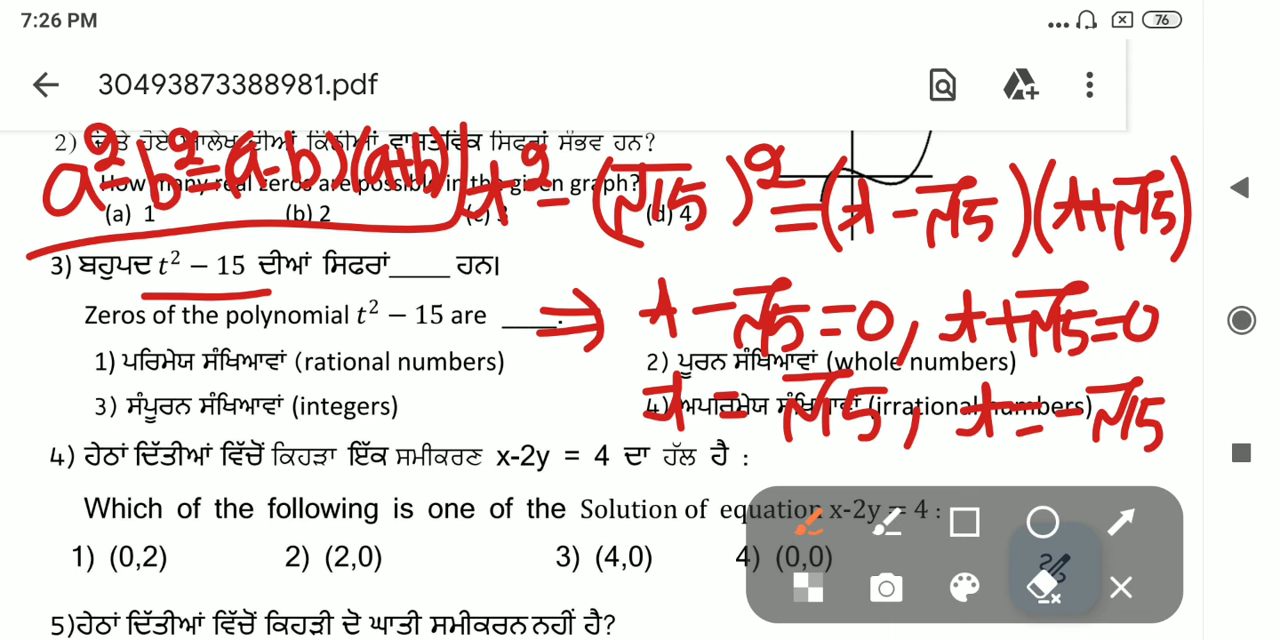 7:26 PM
76
30493873388981.pdf
2) ਦਿੱਤੇ ਹੋਏ ਆਲੇਖ ਦੀਆਂ ਕਿੰਨੀਆਂ ਵਾਸਤਵਿਕ ਸਿਫਰਾਂ ਸੰਭਵ ਹਨ?
a² - b² = (a-b)(a+b) t² - (√15)² = (t - √15)(t + √15)
How many real zeros are possible in the given graph?
(a) 1 (b) 2 (c) 3 (d) 4
3) ਬਹੁਪਦ t² − 15 ਦੀਆਂ ਸਿਫਰਾਂ_____ ਹਨ।
Zeros of the polynomial t² − 15 are _____.
⇒ t - √15 = 0, t + √15 = 0
1) ਪਰਿਮੇਯ ਸੰਖਿਆਵਾਂ (rational numbers) 2) ਪੂਰਨ ਸੰਖਿਆਵਾਂ (whole numbers)
3) ਸੰਪੂਰਨ ਸੰਖਿਆਵਾਂ (integers) 4) ਅਪਰਿਮੇਯ ਸੰਖਿਆਵਾਂ (irrational numbers)
t = √15, t = -√15
4) ਹੇਠਾਂ ਦਿੱਤੀਆਂ ਵਿੱਚੋਂ ਕਿਹੜਾ ਇੱਕ ਸਮੀਕਰਣ x-2y = 4 ਦਾ ਹੱਲ ਹੈ :
Which of the following is one of the Solution of equation x-2y = 4 :
1) (0,2) 2) (2,0) 3) (4,0) 4) (0,0)
5)ਹੇਠਾਂ ਦਿੱਤੀਆਂ ਵਿੱਚੋਂ ਕਿਹੜੀ ਦੋ ਘਾਤੀ ਸਮੀਕਰਨ ਨਹੀਂ ਹੈ?